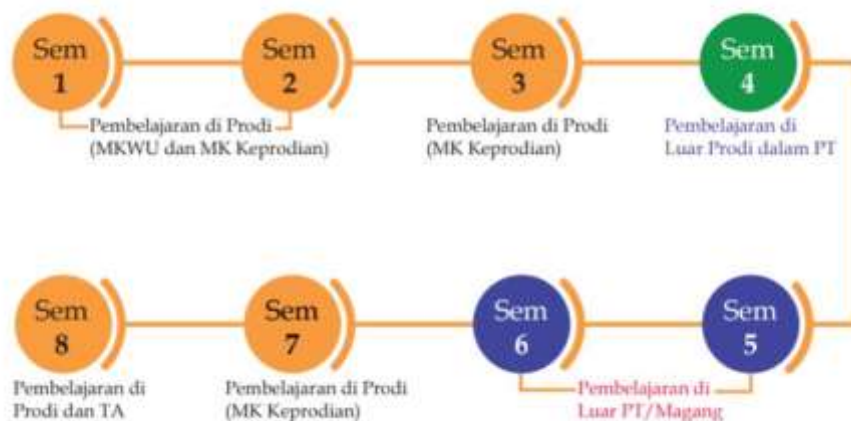 Sem
1
Sem
2
Sem
3
Sem
4
Pembelajaran di Prodi
(MKWU dan MK Keprodian)
Pembelajaran di Prodi
(MK Keprodian)
Pembelajaran di
Luar Prodi dalam PT
Sem
8
Sem
7
Sem
6
Sem
5
Pembelajaran di
Prodi dan TA
Pembelajaran di Prodi
(MK Keprodian)
Pembelajaran di
Luar PT/Magang